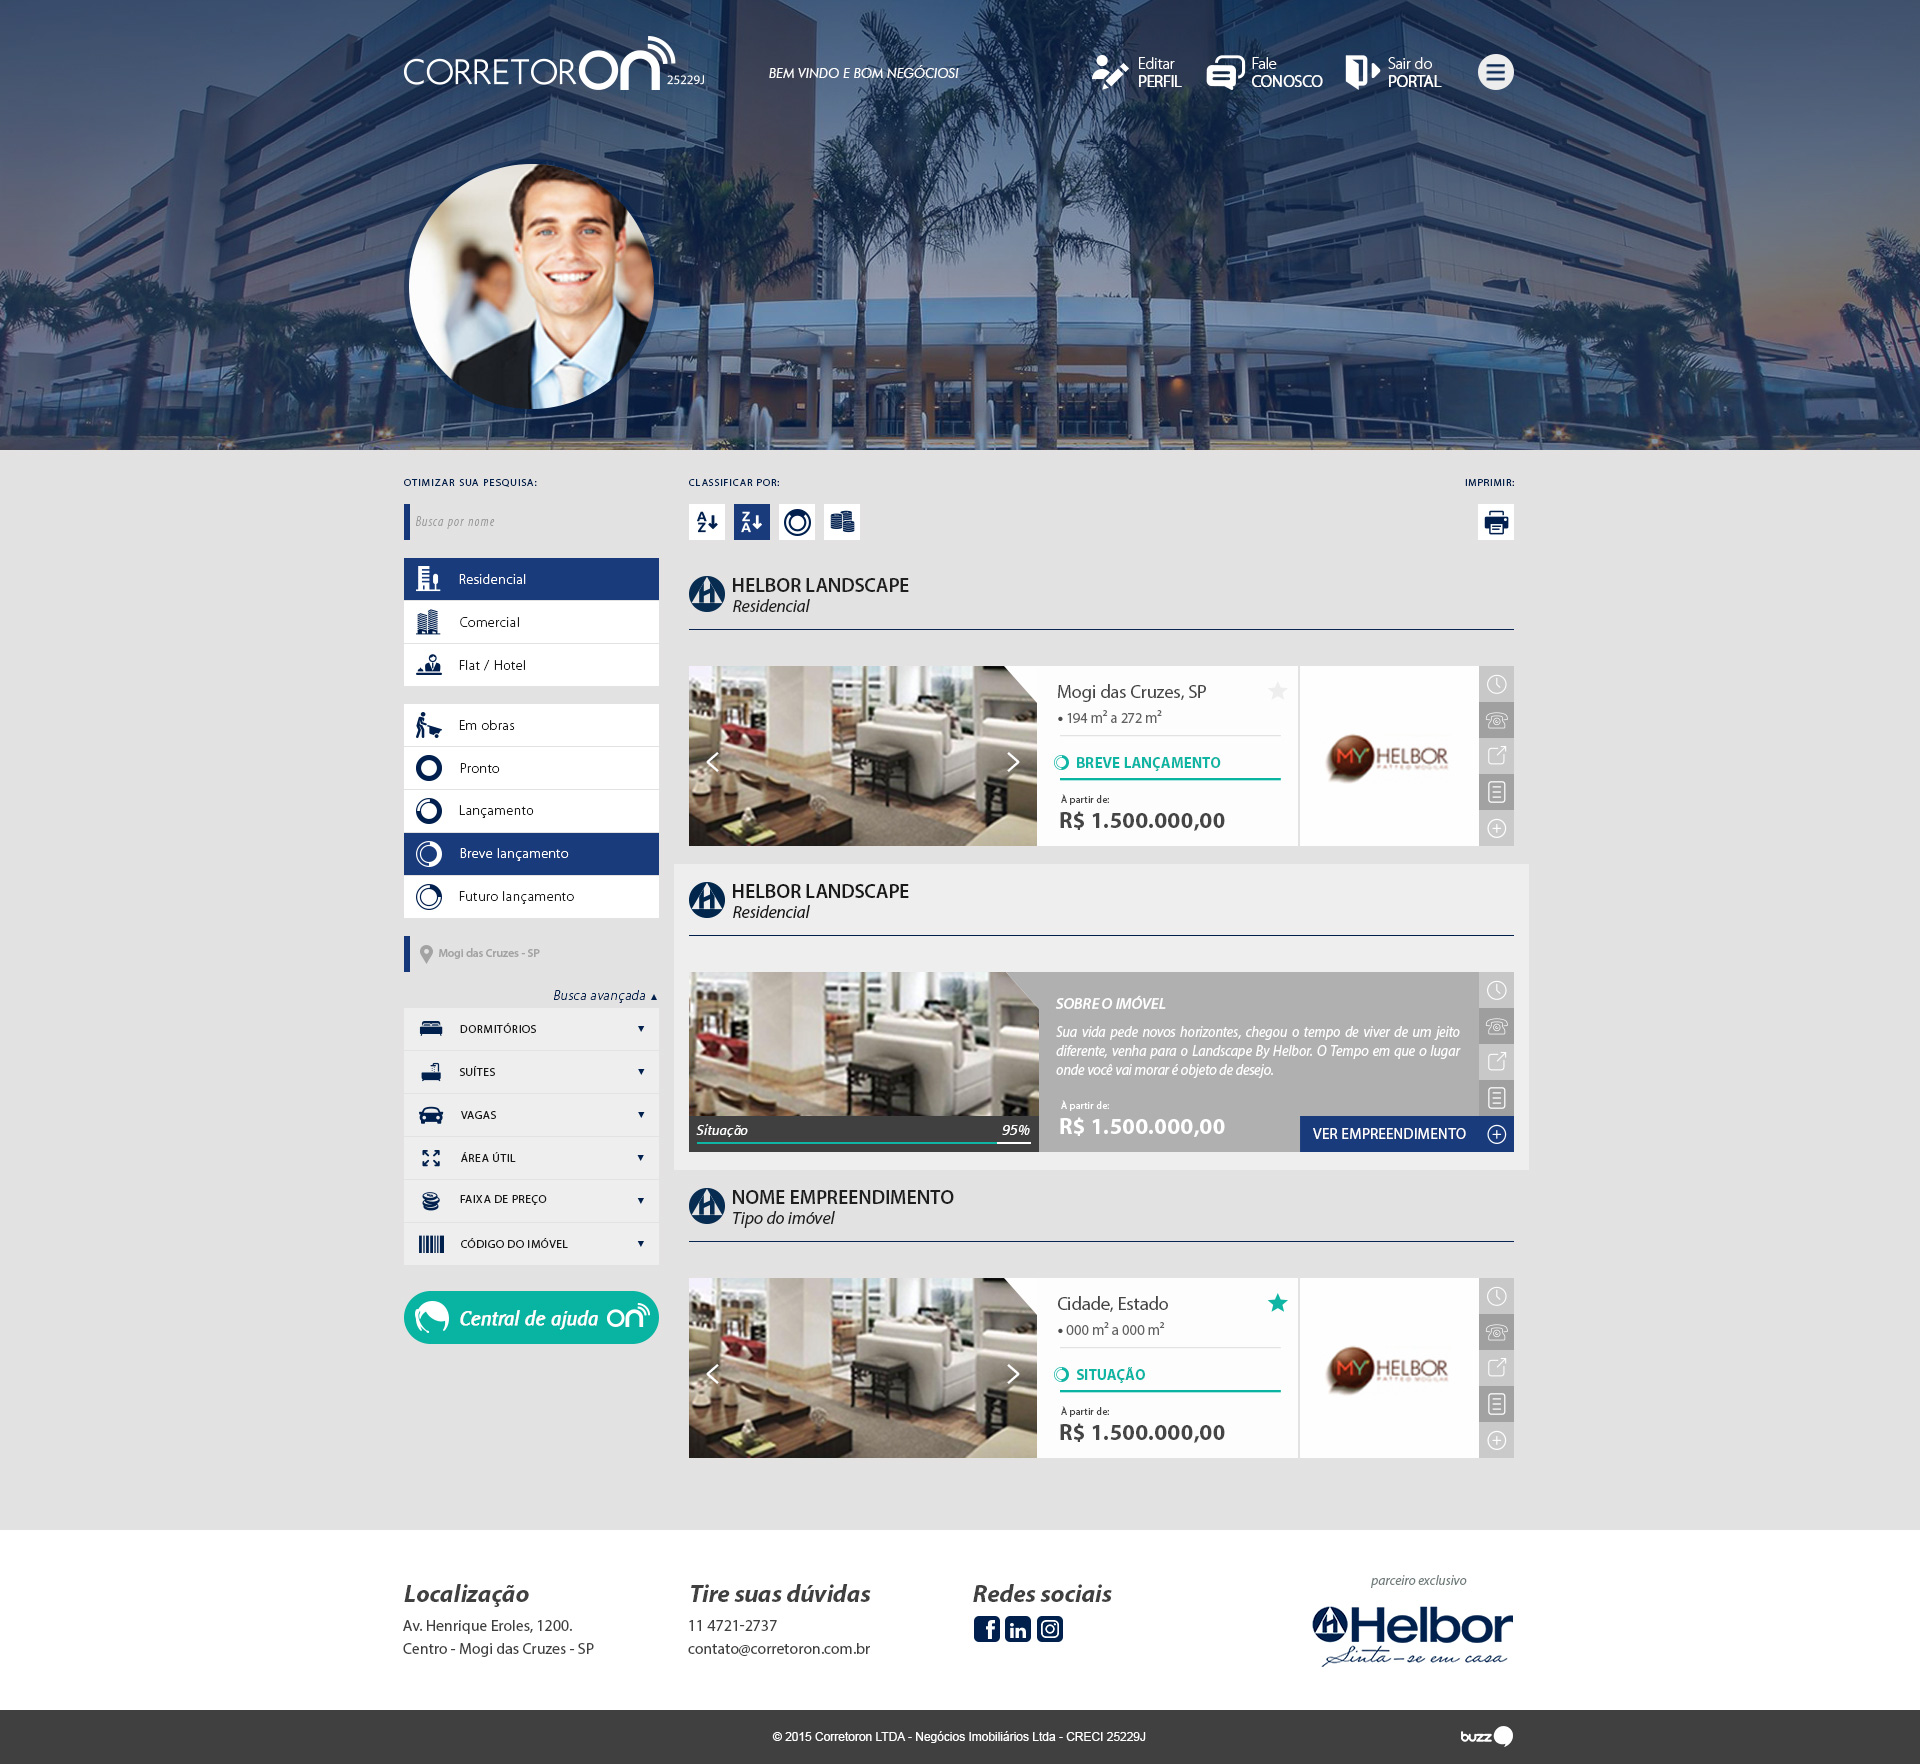 CORRETORON 25229J
BEM VINDO E BOM NEGÓCIOS!
Editar
PERFIL
Fale
CONOSCO
Sair do
PORTAL
OTIMIZAR SUA PESQUISA:
Busca por nome
Residencial
Comercial
Flat / Hotel
Em obras
Pronto
Lançamento
Breve lançamento
Futuro lançamento
Mogi das Cruzes - SP
Busca avançada ▲
DORMITÓRIOS ▼
SUÍTES ▼
VAGAS ▼
ÁREA ÚTIL ▼
FAIXA DE PREÇO ▼
CÓDIGO DO IMÓVEL ▼
Central de ajuda on
CLASSIFICAR POR:
A
Z
Z
A
IMPRIMIR:
HELBOR LANDSCAPE
Residencial
Mogi das Cruzes, SP
• 194 m² a 272 m²
BREVE LANÇAMENTO
À partir de:
R$ 1.500.000,00
MY HELBOR
HELBOR LANDSCAPE
Residencial
Situação 95%
SOBRE O IMÓVEL
Sua vida pede novos horizontes, chegou o tempo de viver de um jeito
diferente, venha para o Landscape By Helbor. O Tempo em que o lugar
onde você vai morar é objeto de desejo.
À partir de:
R$ 1.500.000,00
VER EMPREENDIMENTO
NOME EMPREENDIMENTO
Tipo do imóvel
Cidade, Estado
• 000 m² a 000 m²
SITUAÇÃO
À partir de:
R$ 1.500.000,00
MY HELBOR
Localização
Av. Henrique Eroles, 1200.
Centro - Mogi das Cruzes - SP
Tire suas dúvidas
11 4721-2737
contato@corretoron.com.br
Redes sociais
f in
parceiro exclusivo
Helbor
Sinta-se em casa
© 2015 Corretoron LTDA - Negócios Imobiliários Ltda - CRECI 25229J
buzz